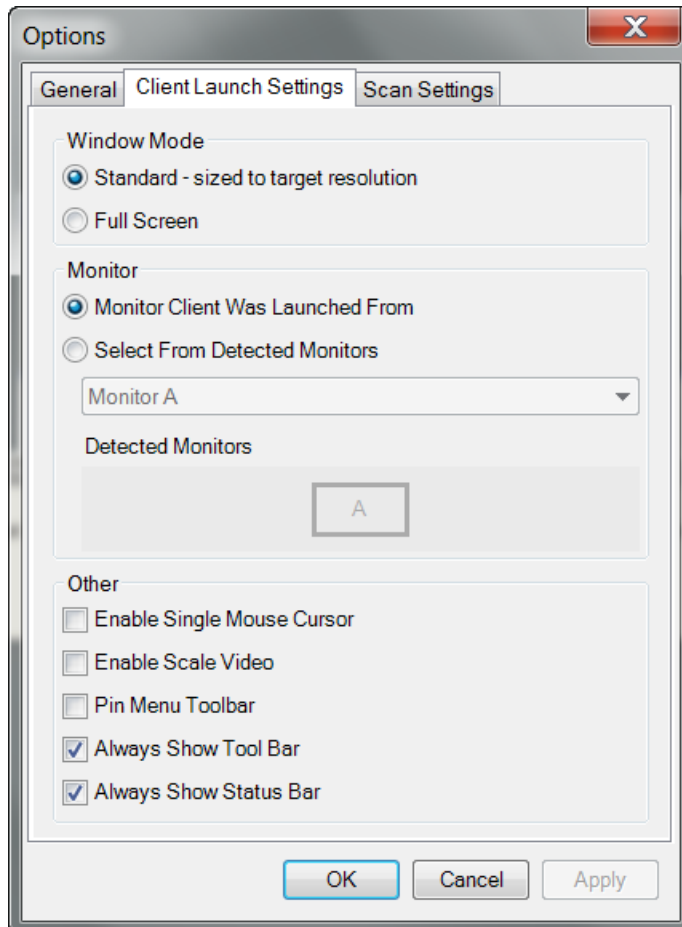 Options
General Client Launch Settings Scan Settings
Window Mode
Standard - sized to target resolution
Full Screen
Monitor
Monitor Client Was Launched From
Select From Detected Monitors
Monitor A
Detected Monitors
A
Other
Enable Single Mouse Cursor
Enable Scale Video
Pin Menu Toolbar
Always Show Tool Bar
Always Show Status Bar
OK Cancel Apply